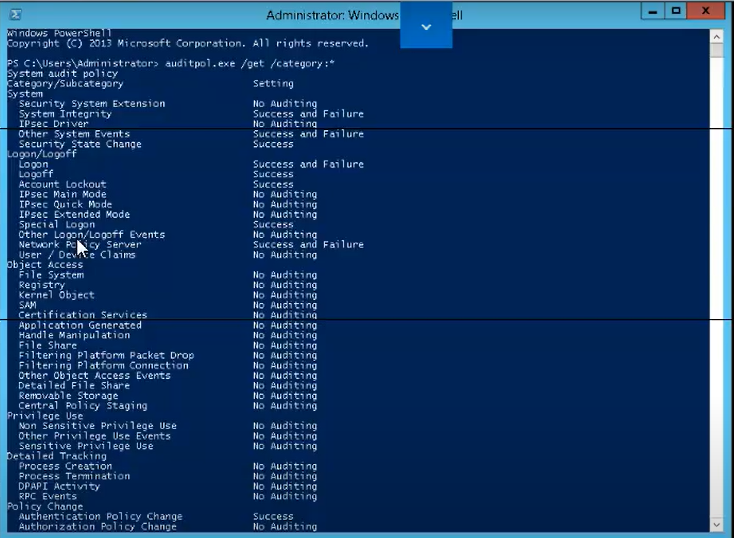 Administrator: Windows ell
Windows PowerShell
Copyright (C) 2013 Microsoft Corporation. All rights reserved.
PS C:\Users\Administrator> auditpol.exe /get /category:*
System audit policy
Category/Subcategory Setting
System
Security System Extension No Auditing
System Integrity Success and Failure
IPsec Driver No Auditing
Other System Events Success and Failure
Security State Change Success
Logon/Logoff
Logon Success and Failure
Logoff Success
Account Lockout Success
IPsec Main Mode No Auditing
IPsec Quick Mode No Auditing
IPsec Extended Mode No Auditing
Special Logon Success
Other Logon/Logoff Events No Auditing
Network Policy Server Success and Failure
User / Device Claims No Auditing
Object Access
File System No Auditing
Registry No Auditing
Kernel Object No Auditing
SAM No Auditing
Certification Services No Auditing
Application Generated No Auditing
Handle Manipulation No Auditing
File Share No Auditing
Filtering Platform Packet Drop No Auditing
Filtering Platform Connection No Auditing
Other Object Access Events No Auditing
Detailed File Share No Auditing
Removable Storage No Auditing
Central Policy Staging No Auditing
Privilege Use
Non Sensitive Privilege Use No Auditing
Other Privilege Use Events No Auditing
Sensitive Privilege Use No Auditing
Detailed Tracking
Process Creation No Auditing
Process Termination No Auditing
DPAPI Activity No Auditing
RPC Events No Auditing
Policy Change
Authentication Policy Change Success
Authorization Policy Change No Auditing